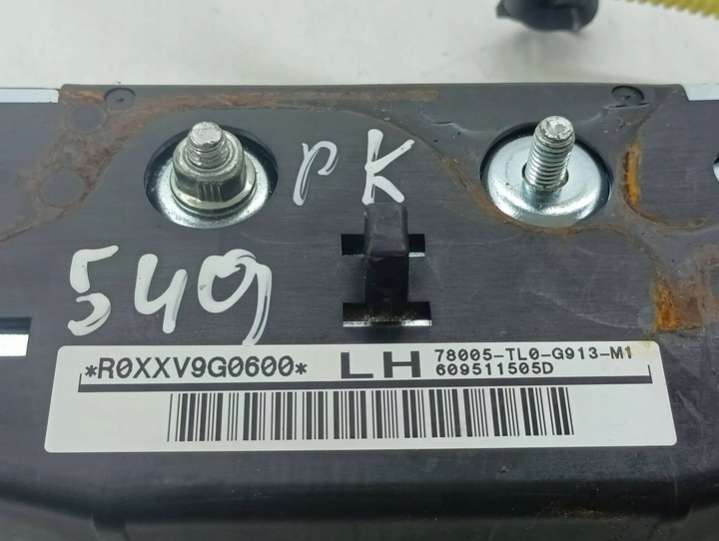 PK
549
*R0XXV9G0600* LH 78005-TL0-G913-M1
609511505D